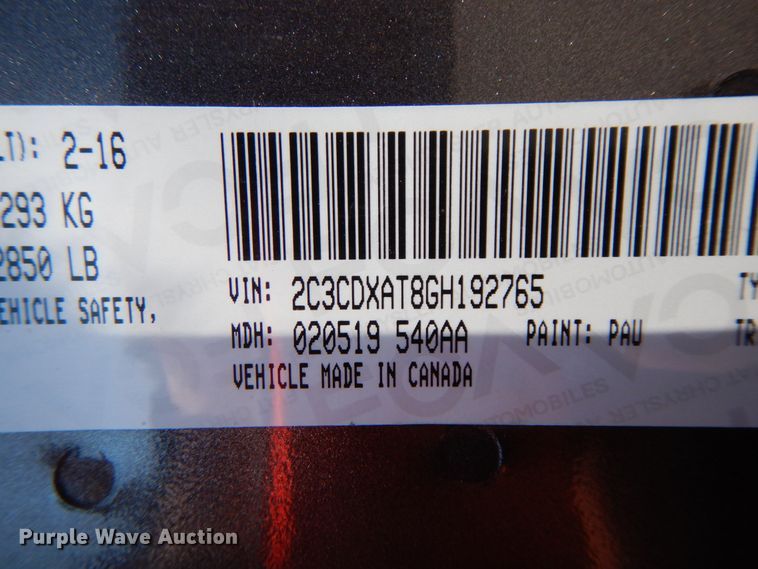 2-16
293 KG
2850 LB
VEHICLE SAFETY,
VIN: 2C3CDXAT8GH192765
MDH: 020519 540AA PAINT: PAU
VEHICLE MADE IN CANADA
Purple Wave Auction